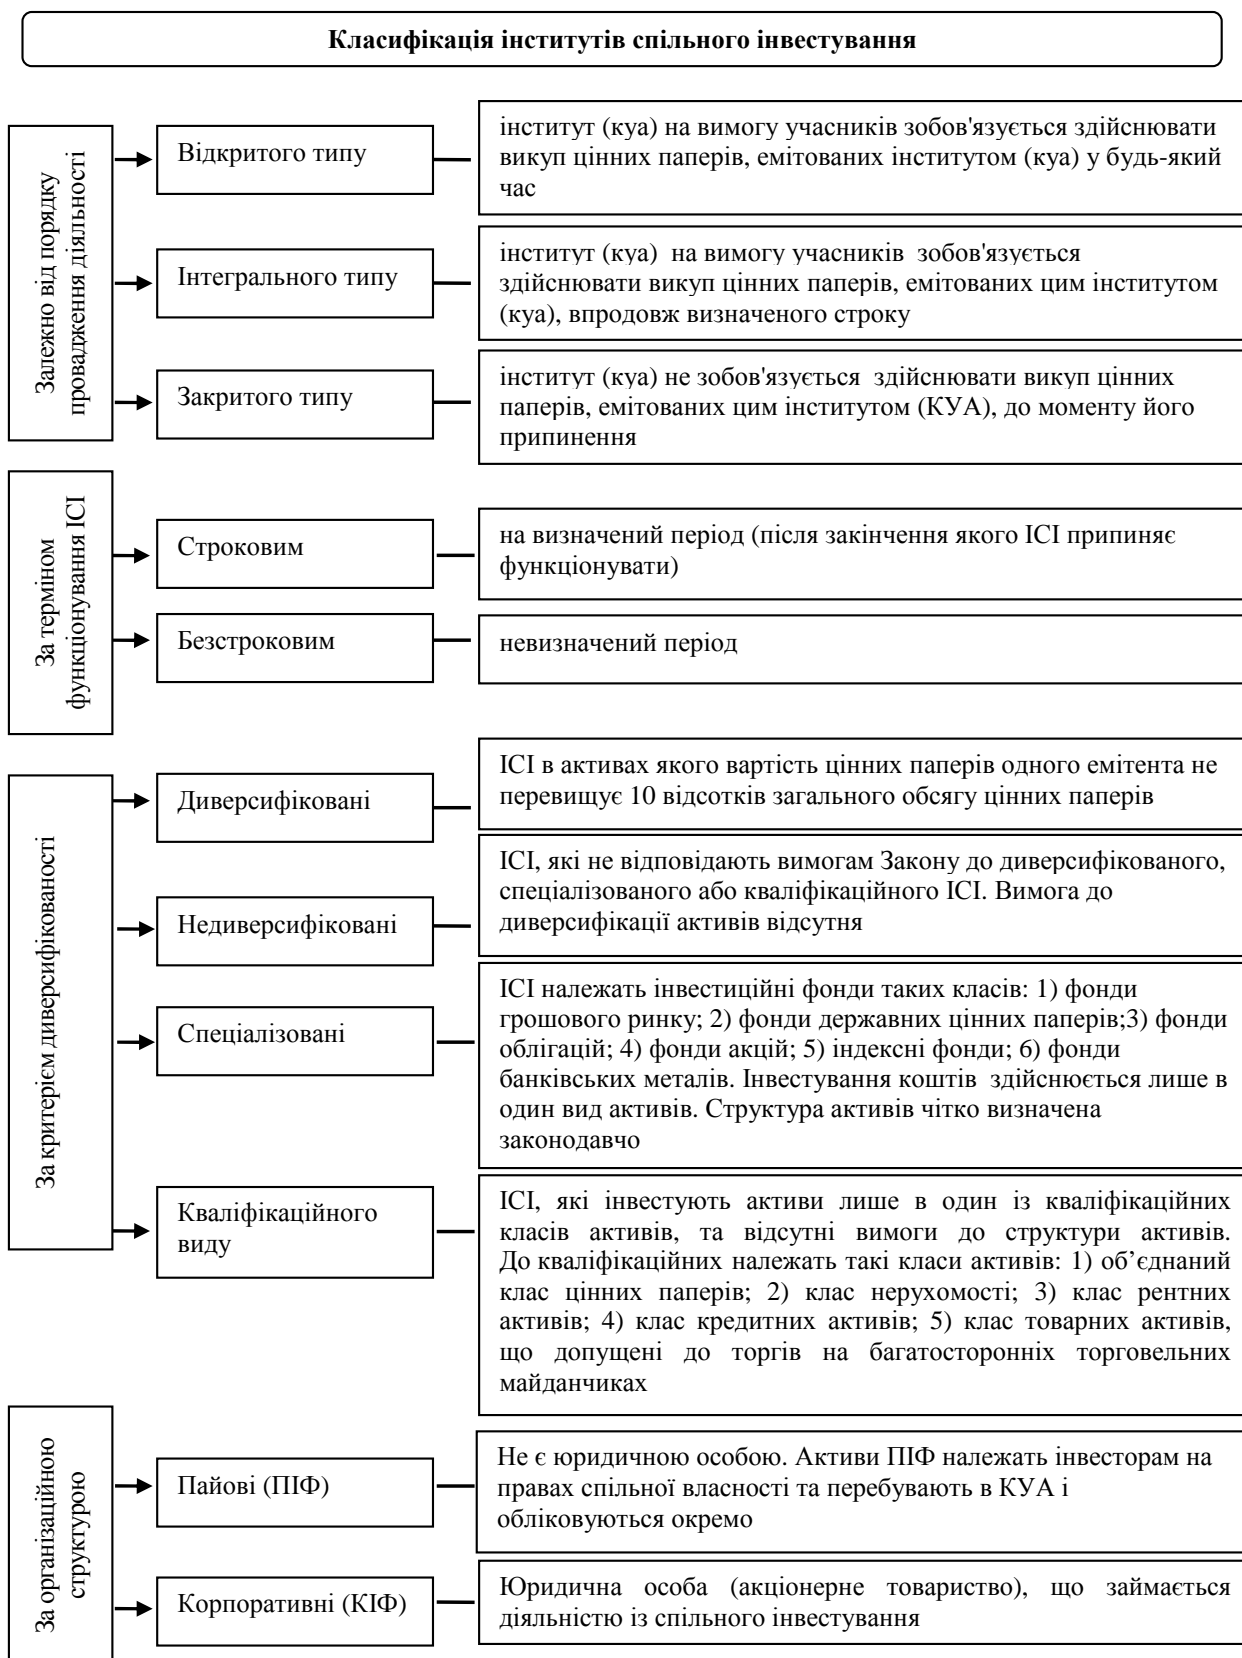 Класифікація інститутів спільного інвестування
Залежно від порядку
провадження діяльності
Відкритого типу
інститут (куа) на вимогу учасників зобов'язується здійснювати
викуп цінних паперів, емітованих інститутом (куа) у будь-який
час
Інтегрального типу
інститут (куа) на вимогу учасників зобов'язується
здійснювати викуп цінних паперів, емітованих цим інститутом
(куа), впродовж визначеного строку
Закритого типу
інститут (куа) не зобов'язується здійснювати викуп цінних
паперів, емітованих цим інститутом (КУА), до моменту його
припинення
За терміном
функціонування ІСІ
Строковим
на визначений період (після закінчення якого ІСІ припиняє
функціонувати)
Безстроковим
невизначений період
За критерієм диверсифікованості
Диверсифіковані
ІСІ в активах якого вартість цінних паперів одного емітента не
перевищує 10 відсотків загального обсягу цінних паперів
Недиверсифіковані
ІСІ, які не відповідають вимогам Закону до диверсифікованого,
спеціалізованого або кваліфікаційного ІСІ. Вимога до
диверсифікації активів відсутня
Спеціалізовані
ІСІ належать інвестиційні фонди таких класів: 1) фонди
грошового ринку; 2) фонди державних цінних паперів;3) фонди
облігацій; 4) фонди акцій; 5) індексні фонди; 6) фонди
банківських металів. Інвестування коштів здійснюється лише в
один вид активів. Структура активів чітко визначена
законодавчо
Кваліфікаційного
виду
ІСІ, які інвестують активи лише в один із кваліфікаційних
класів активів, та відсутні вимоги до структури активів.
До кваліфікаційних належать такі класи активів: 1) об’єднаний
клас цінних паперів; 2) клас нерухомості; 3) клас рентних
активів; 4) клас кредитних активів; 5) клас товарних активів,
що допущені до торгів на багатосторонніх торговельних
майданчиках
За організаційною
структурою
Пайові (ПІФ)
Не є юридичною особою. Активи ПІФ належать інвесторам на
правах спільної власності та перебувають в КУА і
обліковуються окремо
Корпоративні (КІФ)
Юридична особа (акціонерне товариство), що займається
діяльністю із спільного інвестування